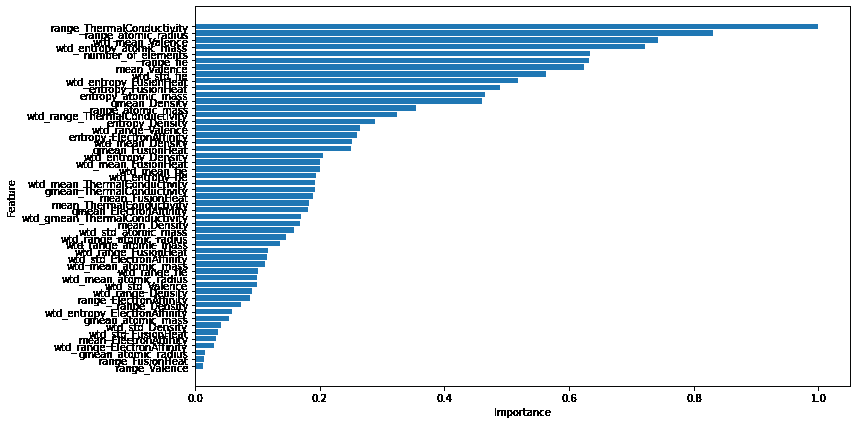 range_ThermalConductivity
range_atomic_radius
wtd_mean_Valence
wtd_entropy_atomic_mass
number_of_elements
range_fie
mean_Valence
wtd_std_fie
wtd_entropy_FusionHeat
entropy_FusionHeat
entropy_atomic_mass
gmean_Density
range_atomic_mass
wtd_range_ThermalConductivity
entropy_Density
wtd_range_Valence
entropy_ElectronAffinity
wtd_mean_Density
gmean_FusionHeat
wtd_entropy_Density
wtd_mean_FusionHeat
wtd_mean_fie
wtd_entropy_fie
wtd_mean_ThermalConductivity
gmean_ThermalConductivity
mean_FusionHeat
mean_ThermalConductivity
gmean_ElectronAffinity
wtd_gmean_ThermalConductivity
mean_Density
wtd_std_atomic_mass
wtd_range_atomic_radius
wtd_range_atomic_mass
wtd_range_FusionHeat
wtd_std_ElectronAffinity
wtd_mean_atomic_mass
wtd_range_fie
wtd_mean_atomic_radius
wtd_std_Valence
wtd_range_Density
range_ElectronAffinity
range_Density
wtd_entropy_ElectronAffinity
gmean_atomic_mass
wtd_std_Density
wtd_std_FusionHeat
mean_ElectronAffinity
wtd_range_ElectronAffinity
gmean_atomic_radius
range_FusionHeat
range_Valence
Feature
0.0 0.2 0.4 0.6 0.8 1.0
Importance